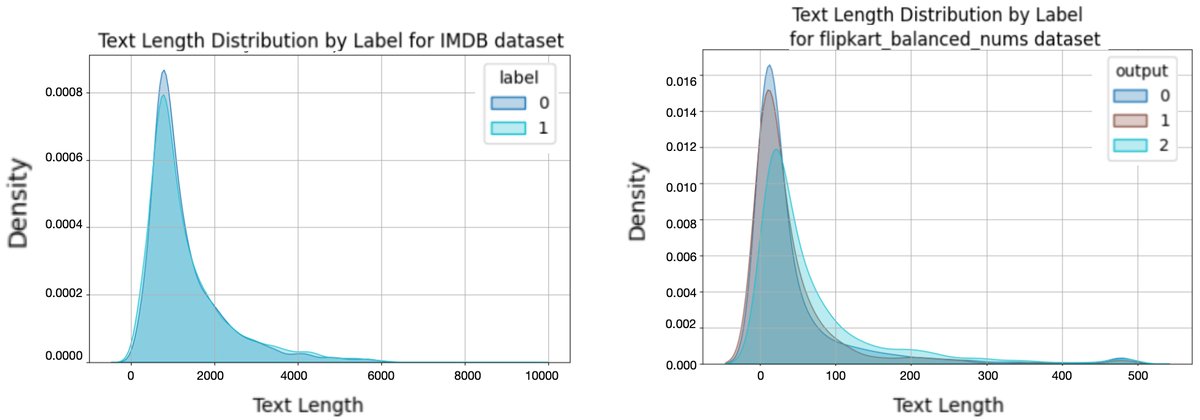 Text Length Distribution by Label for IMDB dataset
label
0
1
Density
0.0008
0.0006
0.0004
0.0002
0.0000
0 2000 4000 6000 8000 10000
Text Length
Text Length Distribution by Label
for flipkart_balanced_nums dataset
output
0
1
2
Density
0.016
0.014
0.012
0.010
0.008
0.006
0.004
0.002
0.000
0 100 200 300 400 500
Text Length